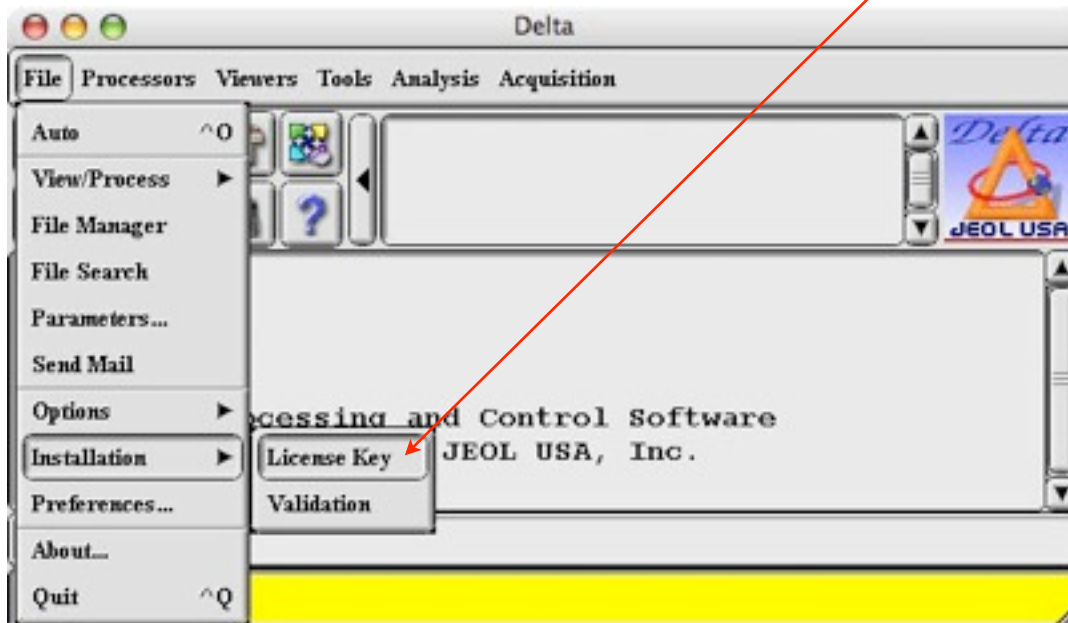 Delta
File Processors Viewers Tools Analysis Acquisition
Auto ^O
View/Process
File Manager
File Search
Parameters...
Send Mail
Options
Installation
Preferences...
About...
Quit ^Q
License Key
Validation
?
Delta
JEOL USA
ocessing and Control Software
JEOL USA, Inc.